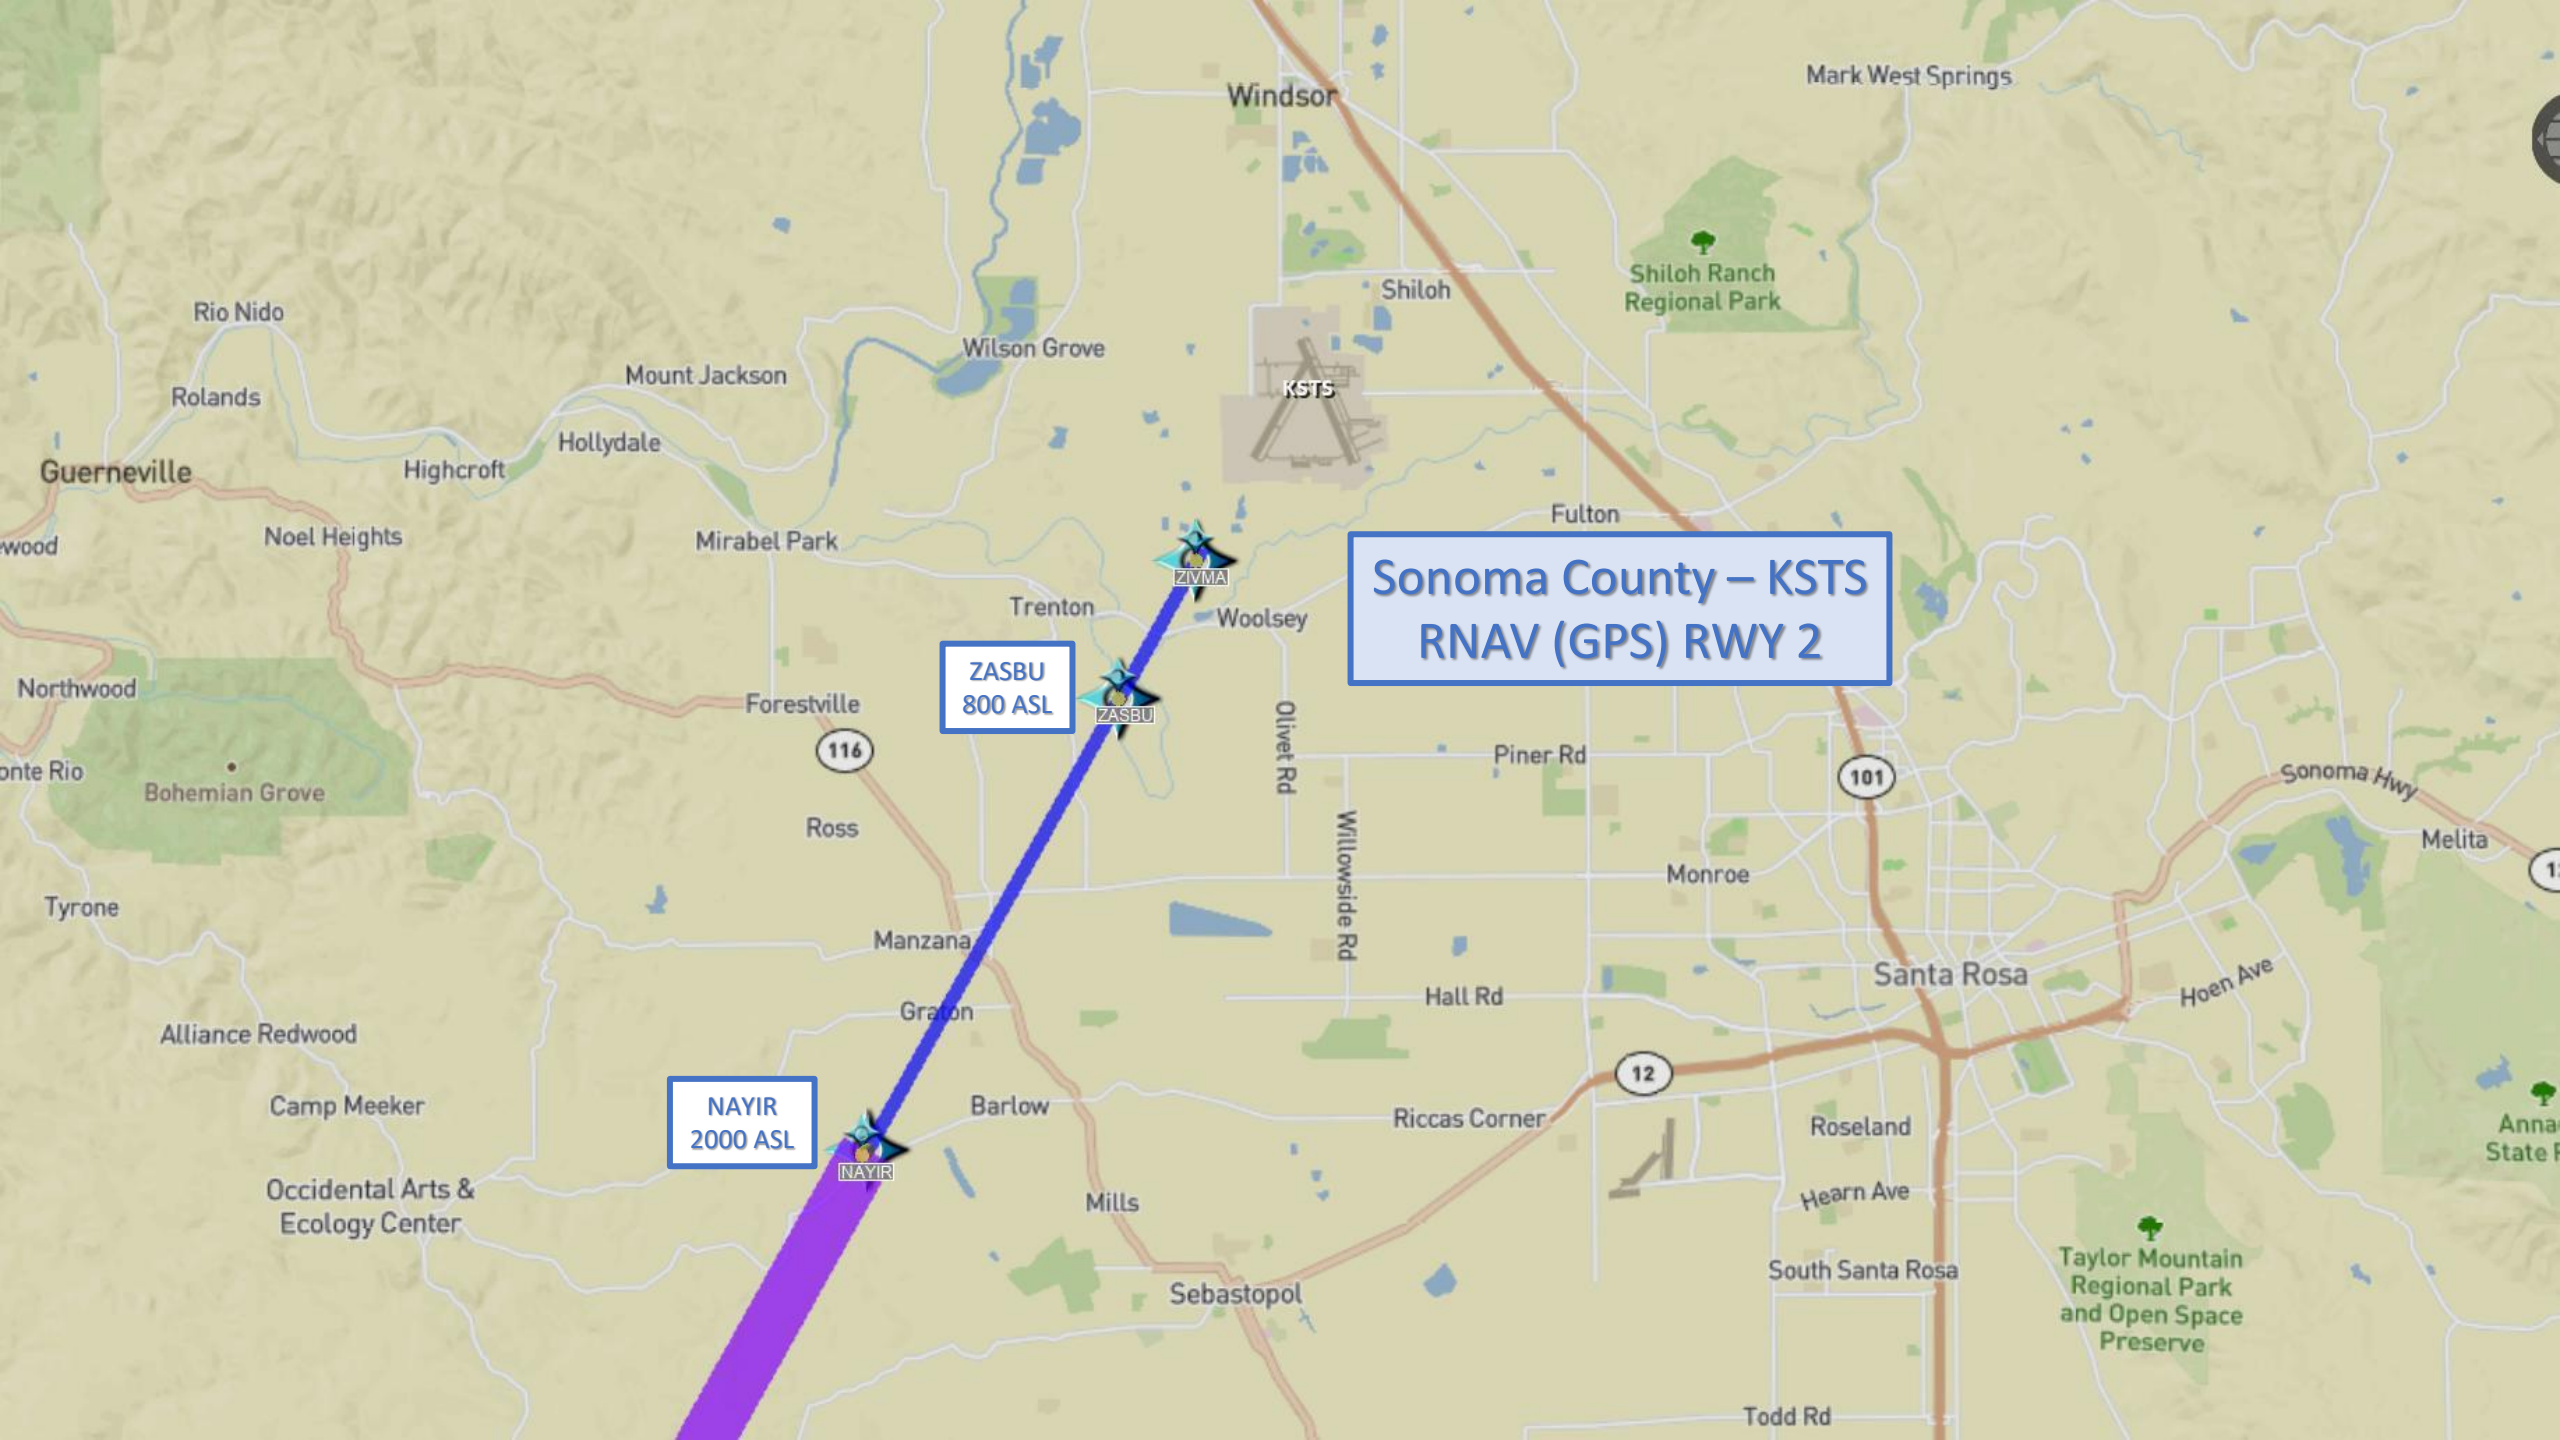 Mark West Springs
Windsor
Shiloh Ranch
Regional Park
Shiloh
Rio Nido
Wilson Grove
Mount Jackson
KSTS
Rolands
Hollydale
Highcroft
Guerneville
Fulton
Noel Heights
Mirabel Park
wood
ZIVMA
Sonoma County – KSTS
RNAV (GPS) RWY 2
Trenton
Woolsey
ZASBU
800 ASL
Northwood
Forestville
ZASBU
Olivet Rd
116
Piner Rd
101
onte Rio
Bohemian Grove
Sonoma Hwy
Ross
Willowside Rd
Melita
Monroe
1
Tyrone
Manzana
Santa Rosa
Hoen Ave
Hall Rd
Graton
Alliance Redwood
12
Camp Meeker
NAYIR
2000 ASL
Barlow
Riccas Corner
Roseland
Anna
State
NAYIR
Occidental Arts &
Ecology Center
Mills
Hearn Ave
Taylor Mountain
Regional Park
and Open Space
Preserve
South Santa Rosa
Sebastopol
Todd Rd